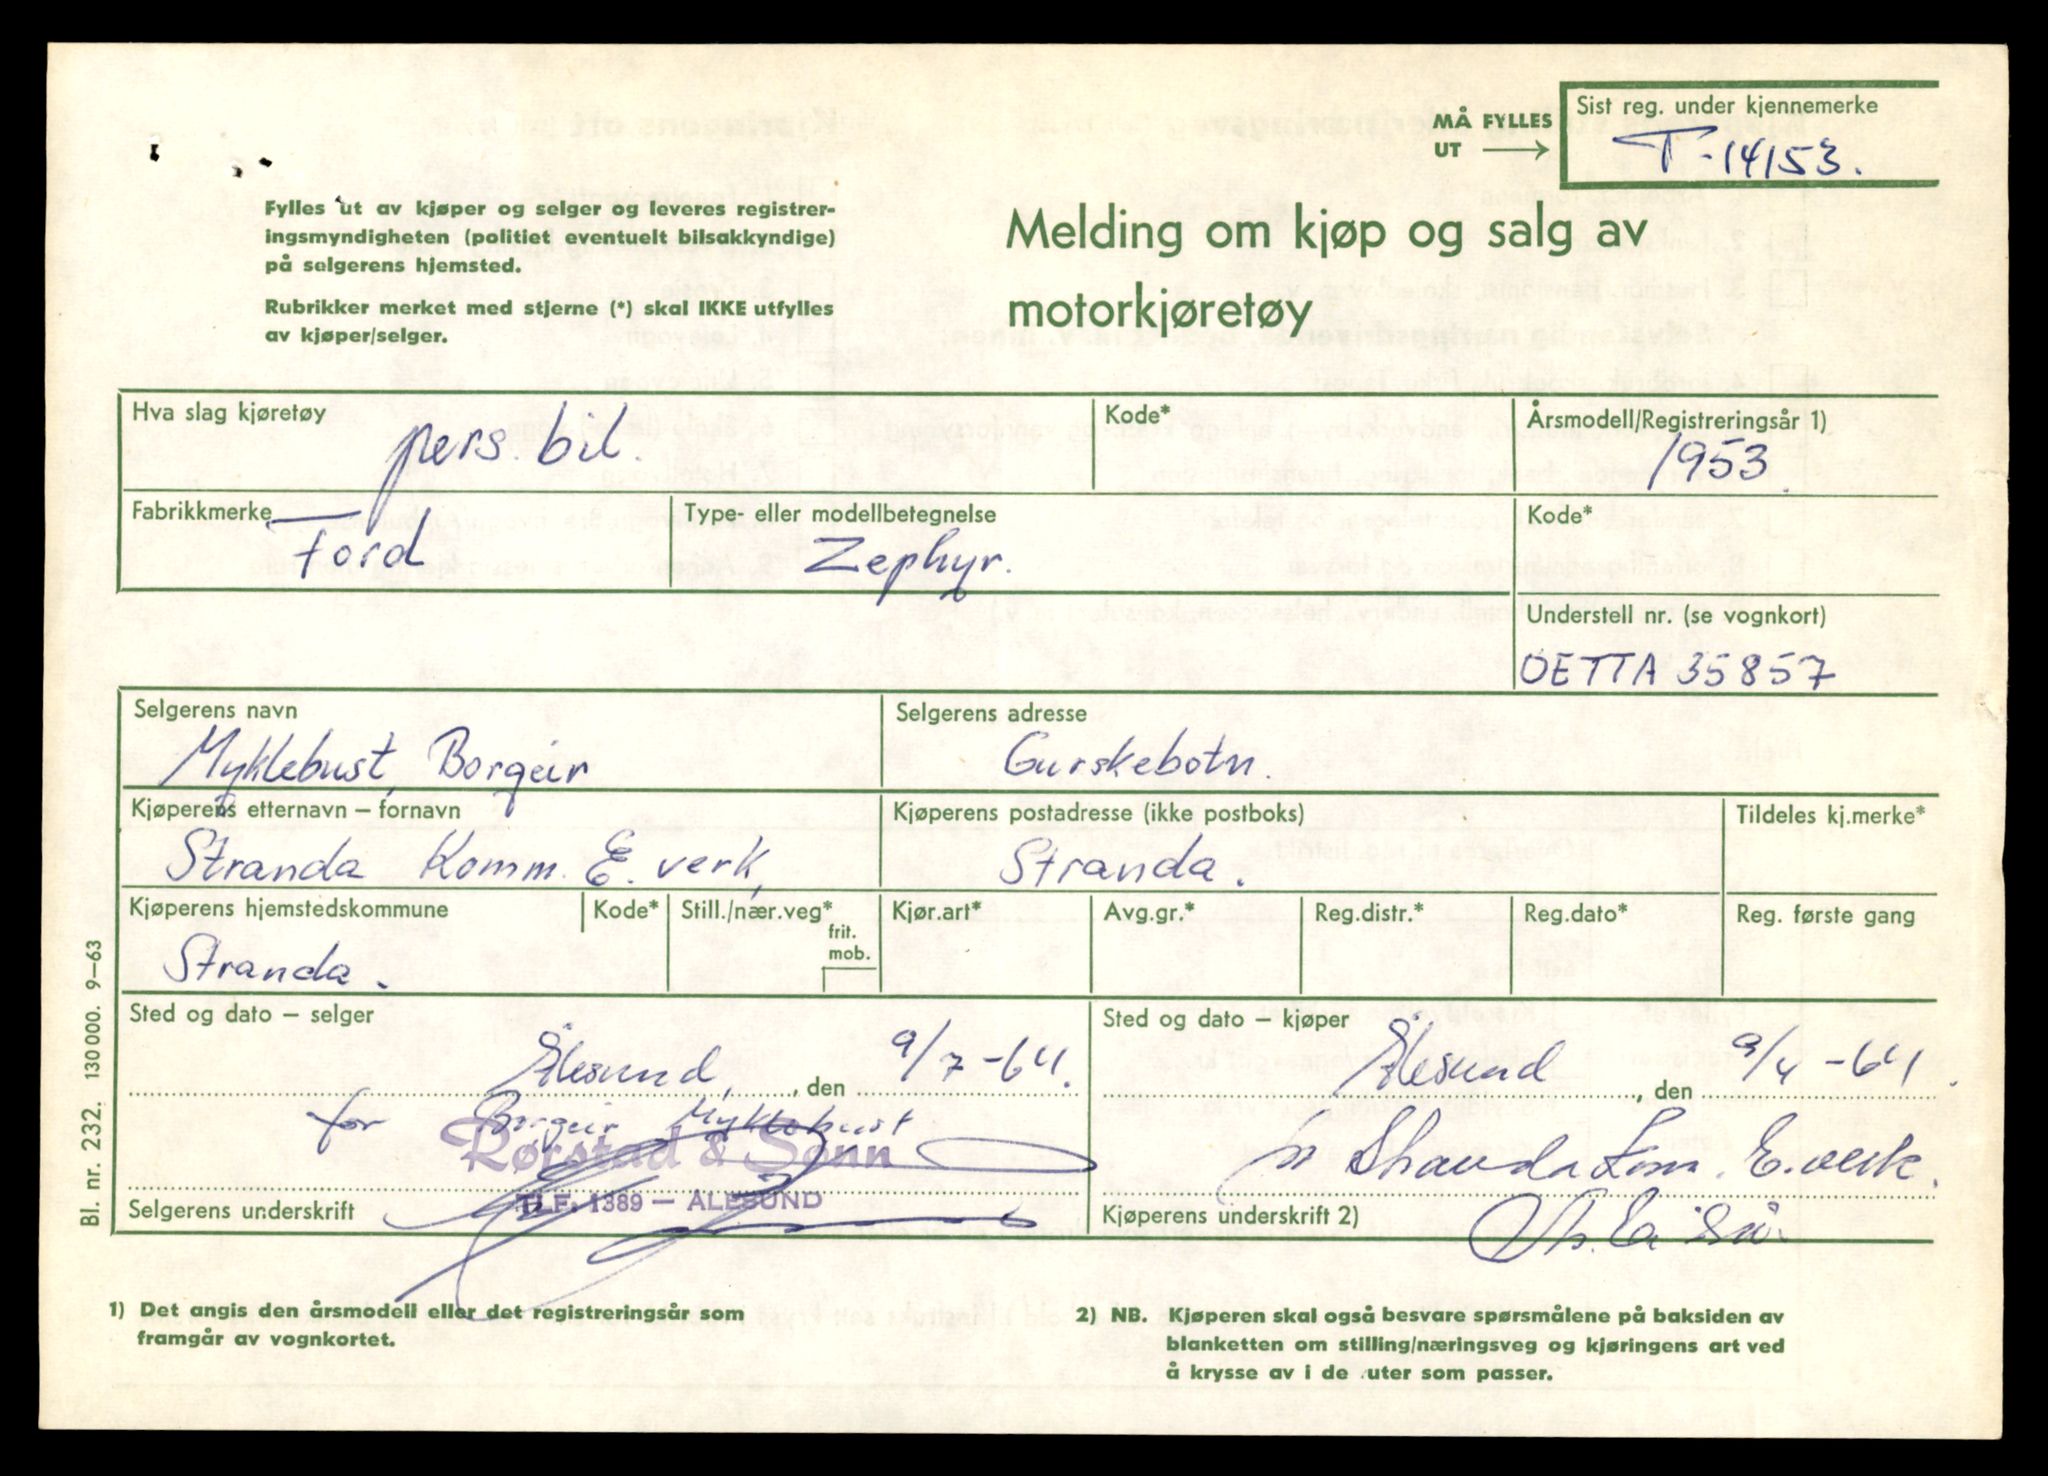 MÅ FYLLES UT
Sist reg. under kjennemerke
T-14153.
Fylles ut av kjøper og selger og leveres registrer-
ingsmyndigheten (politiet eventuelt bilsakkyndige)
på selgerens hjemsted.
Rubrikker merket med stjerne (*) skal IKKE utfylles
av kjøper/selger.
Melding om kjøp og salg av
motorkjøretøy
Hva slag kjøretøy
pers. bil.
Kode*
Årsmodell/Registreringsår 1)
1953.
Fabrikkmerke
Ford
Type- eller modellbetegnelse
Zephyr.
Kode*
Understell nr. (se vognkort)
OETTA 35857
Selgerens navn
Myklebust, Borgeir
Selgerens adresse
Gurskebotn.
Kjøperens etternavn – fornavn
Stranda Komm. E. verk,
Kjøperens postadresse (ikke postboks)
Stranda.
Tildeles kj.merke*
Kjøperens hjemstedskommune
Stranda.
Kode*
Still./nær.veg*
frit.
mob.
Kjør.art*
Avg.gr.*
Reg.distr.*
Reg.dato*
Reg. første gang
Sted og dato – selger
Ålesund, , den 9/7-64.
for Borgeir Myklebust
Rørstad & Sønn
TLF. 1389 — ÅLESUND
Selgerens underskrift
Sted og dato – kjøper
Ålesund , den 9/4-64.
Stranda Kom. E.verk.
Kjøperens underskrift 2)
1) Det angis den årsmodell eller det registreringsår som
framgår av vognkortet.
2) NB. Kjøperen skal også besvare spørsmålene på baksiden av
blanketten om stilling/næringsveg og kjøringens art ved
å krysse av i de uter som passer.
Bl. nr. 232. 130 000. 9–63